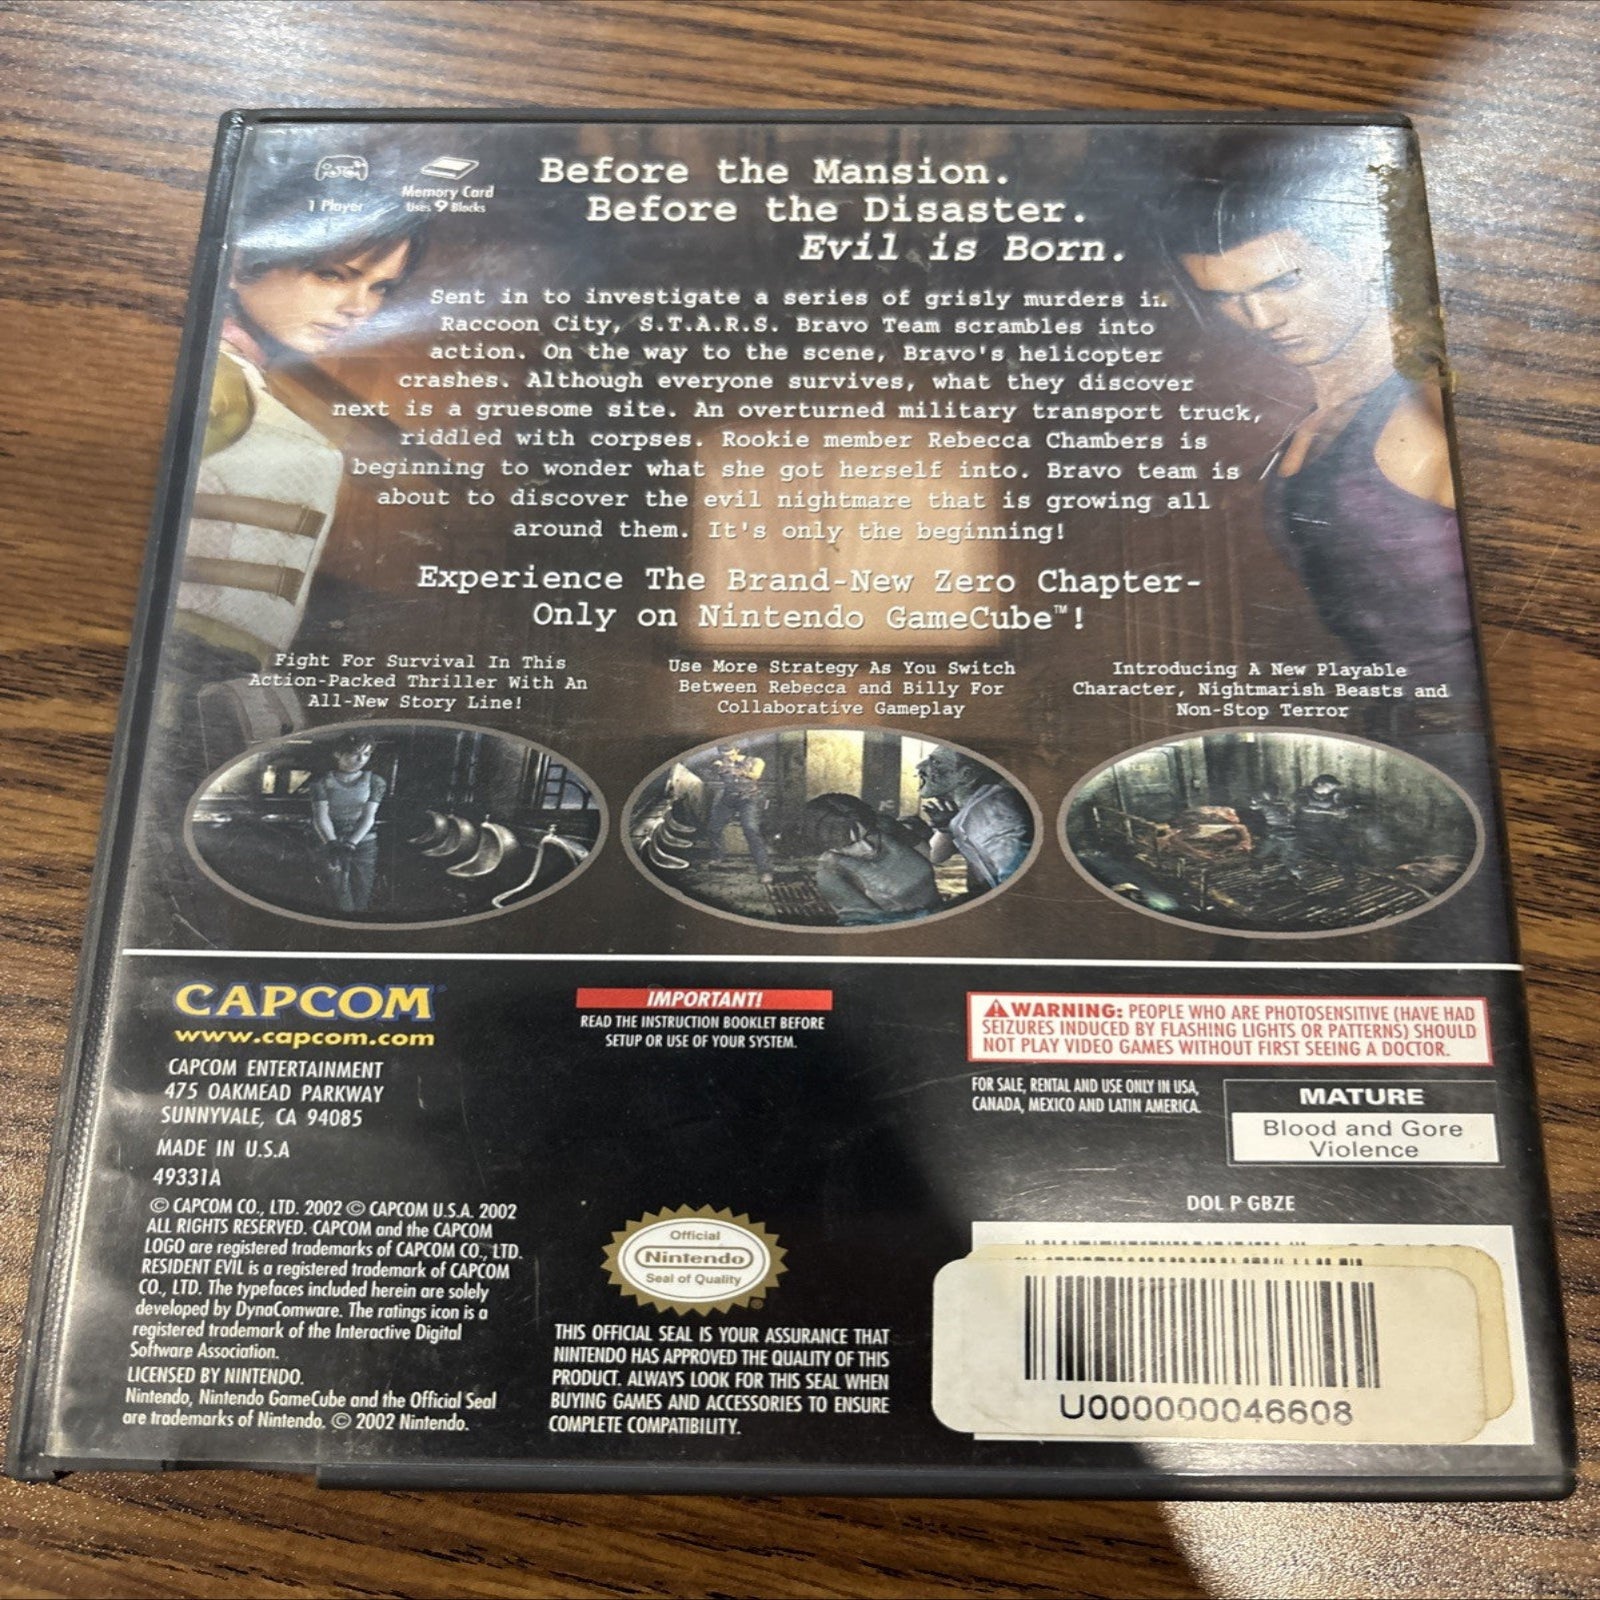 1 Player
Memory Card
Uses 9 Blocks
Before the Mansion.
Before the Disaster.
Evil is Born.
Sent in to investigate a series of grisly murders in
Raccoon City, S.T.A.R.S. Bravo Team scrambles into
action. On the way to the scene, Bravo's helicopter
crashes. Although everyone survives, what they discover
next is a gruesome site. An overturned military transport truck,
riddled with corpses. Rookie member Rebecca Chambers is
beginning to wonder what she got herself into. Bravo team is
about to discover the evil nightmare that is growing all
around them. It's only the beginning!
Experience The Brand-New Zero Chapter-
Only on Nintendo GameCube™!
Fight For Survival In This
Action-Packed Thriller With An
All-New Story Line!
Use More Strategy As You Switch
Between Rebecca and Billy For
Collaborative Gameplay
Introducing A New Playable
Character, Nightmarish Beasts and
Non-Stop Terror
CAPCOM
www.capcom.com
CAPCOM ENTERTAINMENT
475 OAKMEAD PARKWAY
SUNNYVALE, CA 94085
MADE IN U.S.A
49331A
© CAPCOM CO., LTD. 2002 © CAPCOM U.S.A. 2002
ALL RIGHTS RESERVED. CAPCOM and the CAPCOM
LOGO are registered trademarks of CAPCOM CO., LTD.
RESIDENT EVIL is a registered trademark of CAPCOM
CO., LTD. The typefaces included herein are solely
developed by DynaComware. The ratings icon is a
registered trademark of the Interactive Digital
Software Association.
LICENSED BY NINTENDO.
Nintendo, Nintendo GameCube and the Official Seal
are trademarks of Nintendo. © 2002 Nintendo.
IMPORTANT!
READ THE INSTRUCTION BOOKLET BEFORE
SETUP OR USE OF YOUR SYSTEM.
Official
Nintendo
Seal of Quality
®
THIS OFFICIAL SEAL IS YOUR ASSURANCE THAT
NINTENDO HAS APPROVED THE QUALITY OF THIS
PRODUCT. ALWAYS LOOK FOR THIS SEAL WHEN
BUYING GAMES AND ACCESSORIES TO ENSURE
COMPLETE COMPATIBILITY.
WARNING: PEOPLE WHO ARE PHOTOSENSITIVE (HAVE HAD
SEIZURES INDUCED BY FLASHING LIGHTS OR PATTERNS) SHOULD
NOT PLAY VIDEO GAMES WITHOUT FIRST SEEING A DOCTOR.
FOR SALE, RENTAL AND USE ONLY IN USA,
CANADA, MEXICO AND LATIN AMERICA.
MATURE
Blood and Gore
Violence
DOL P GBZE
U000000046608